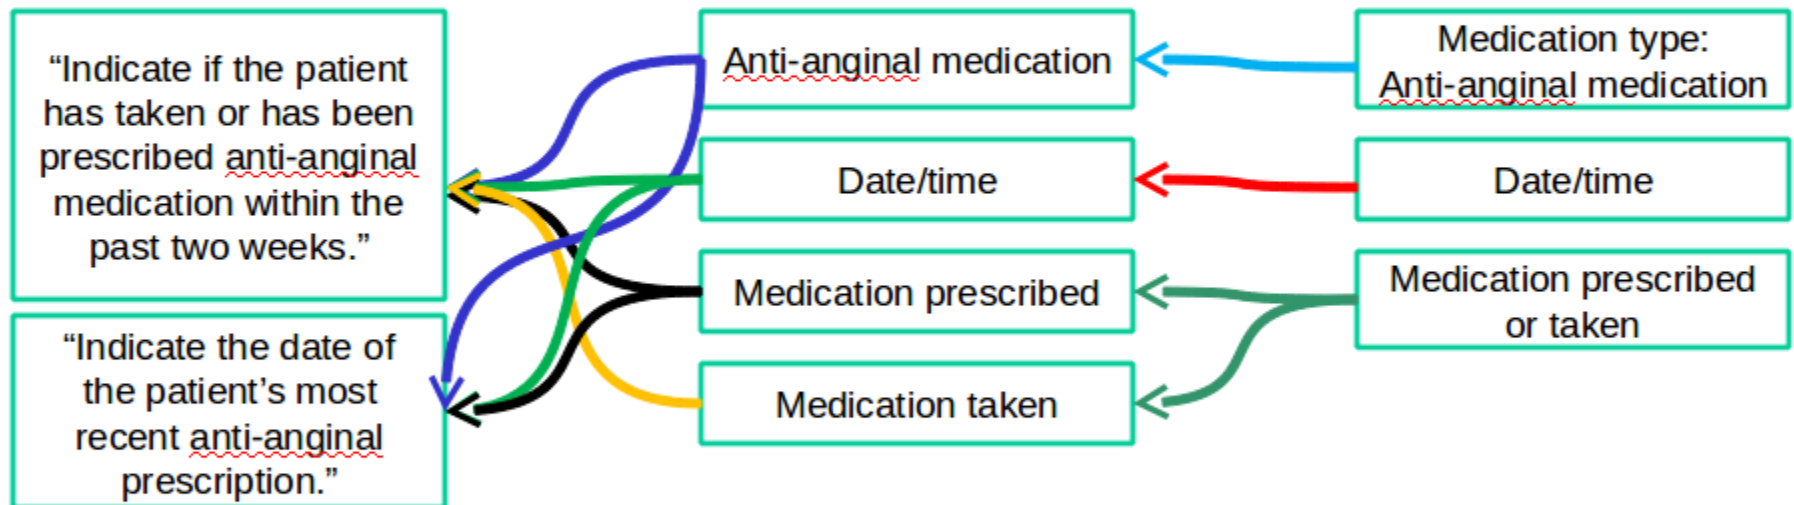 “Indicate if the patient
has taken or has been
prescribed anti-anginal
medication within the
past two weeks.”
“Indicate the date of
the patient’s most
recent anti-anginal
prescription.”
Anti-anginal medication
Date/time
Medication prescribed
Medication taken
Medication type:
Anti-anginal medication
Date/time
Medication prescribed
or taken